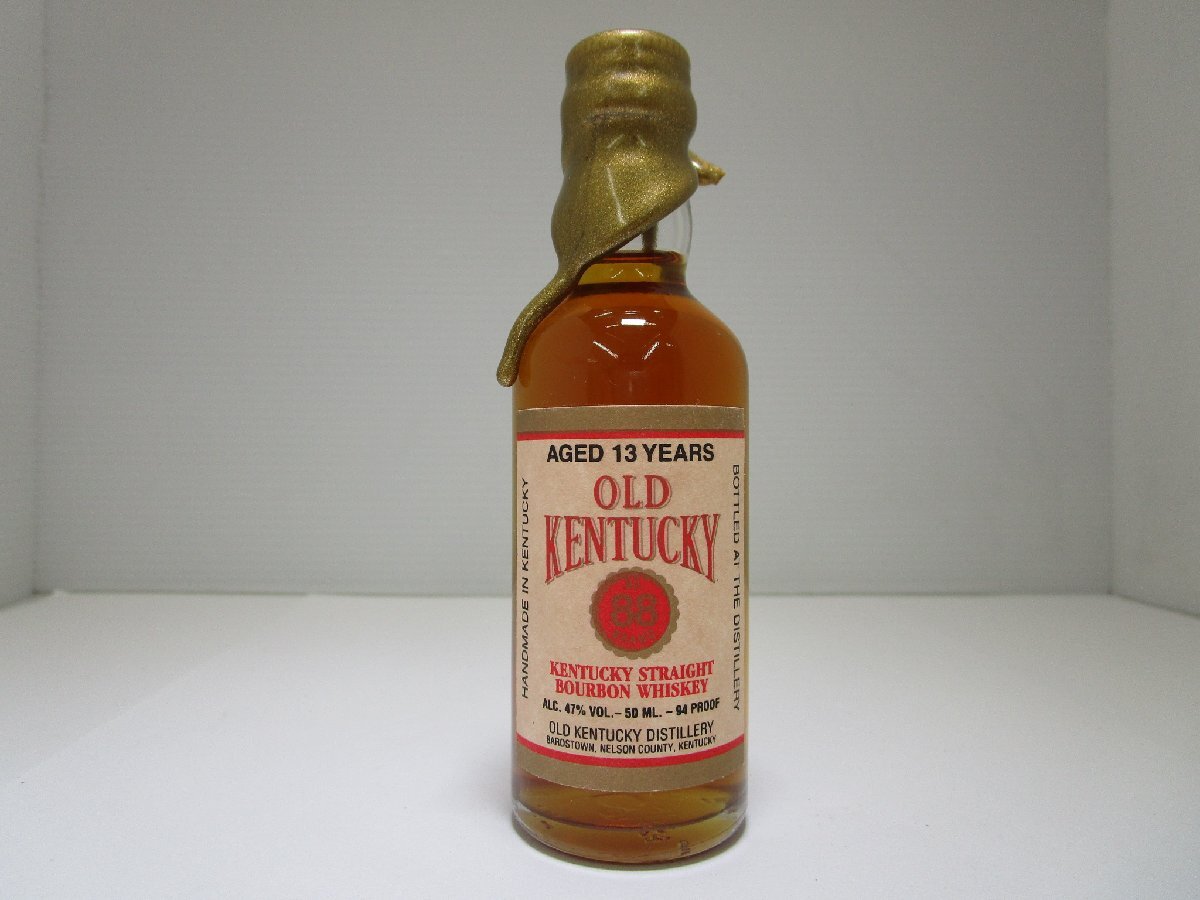 AGED 13 YEARS
OLD
KENTUCKY
88
KENTUCKY STRAIGHT
BOURBON WHISKEY
ALC. 47% VOL.-50 ML. -94 PROOF
OLD KENTUCKY DISTILLERY
BARDSTOWN, NELSON COUNTY, KENTUCKY
HANDMADE IN KENTUCKY
BOTTLED AT THE DISTILLERY